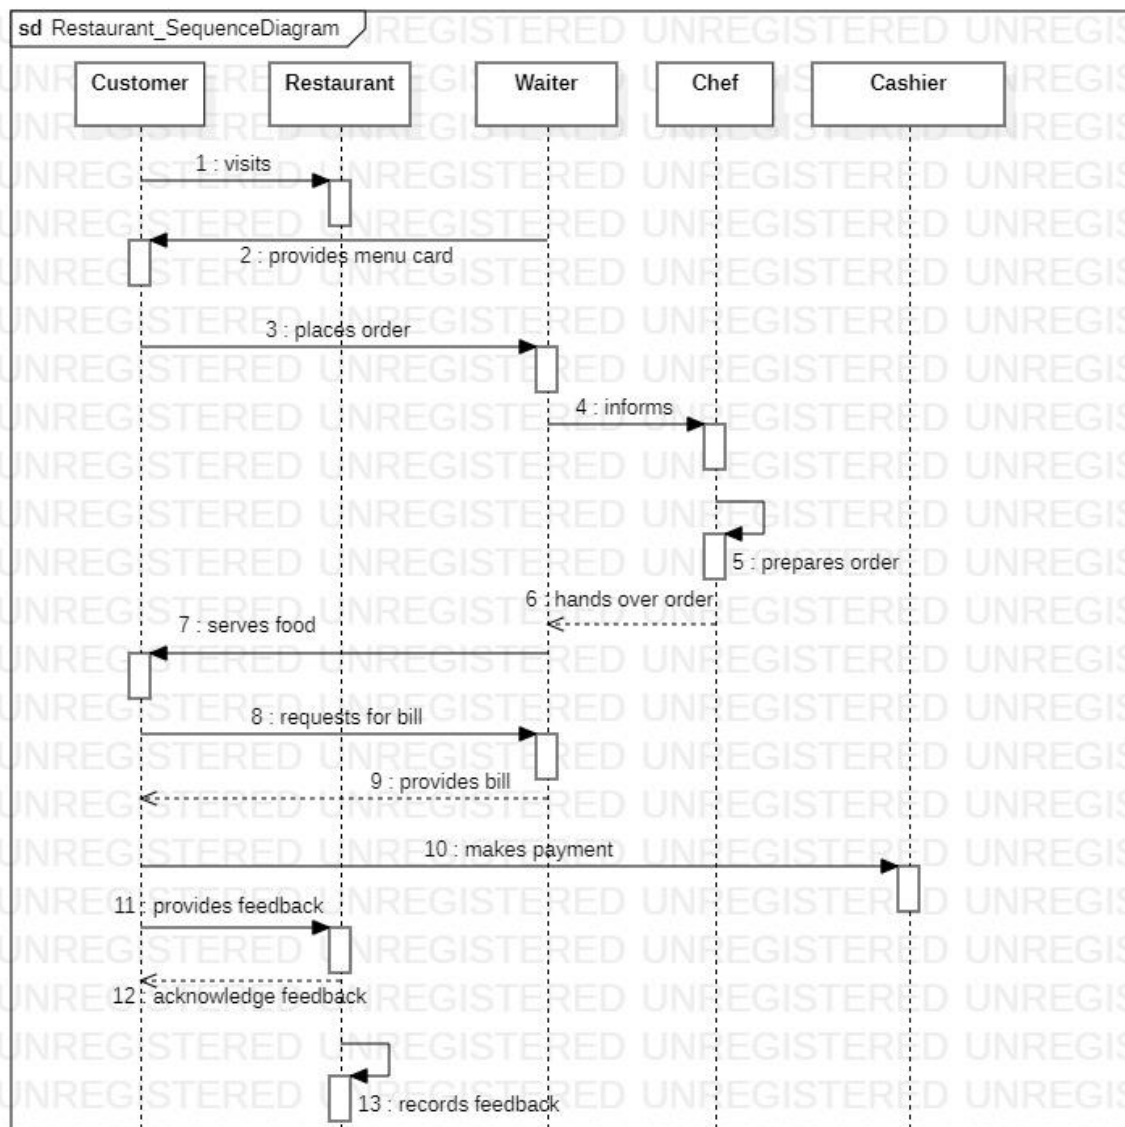 sd Restaurant_SequenceDiagram
Customer
Restaurant
Waiter
Chef
Cashier
1 : visits
2 : provides menu card
3 : places order
4 : informs
5 : prepares order
6 : hands over order
7 : serves food
8 : requests for bill
9 : provides bill
10 : makes payment
11 : provides feedback
12 : acknowledge feedback
13 : records feedback
UNREGISTERED